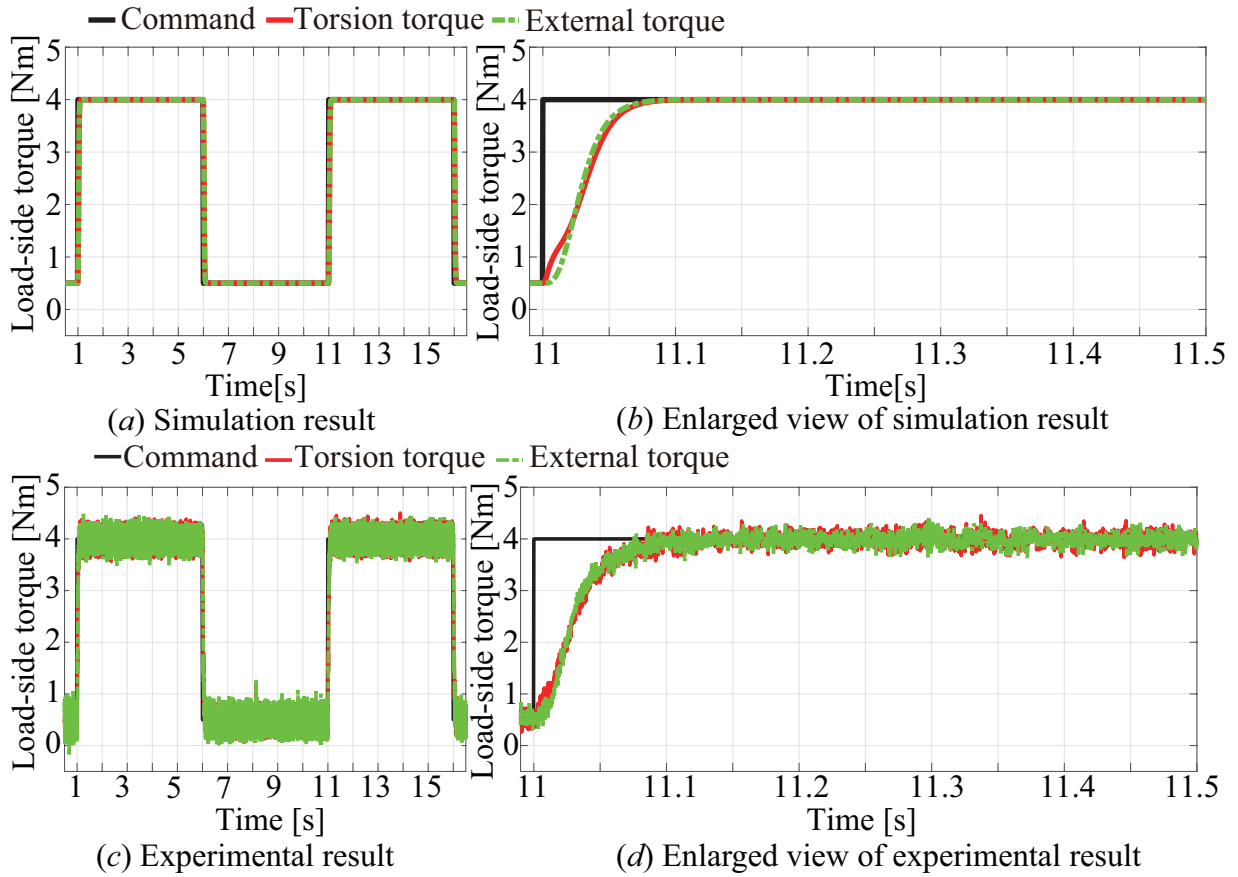 Command Torsion torque External torque
Load-side torque [Nm]
5
4
3
2
1
0
1 3 5 7 9 11 13 15
Time[s]
(a) Simulation result
Load-side torque [Nm]
5
4
3
2
1
0
11 11.1 11.2 11.3 11.4 11.5
Time[s]
(b) Enlarged view of simulation result
Command Torsion torque External torque
Load-side torque [Nm]
5
4
3
2
1
0
1 3 5 7 9 11 13 15
Time [s]
(c) Experimental result
Load-side torque [Nm]
5
4
3
2
1
0
11 11.1 11.2 11.3 11.4 11.5
Time [s]
(d) Enlarged view of experimental result